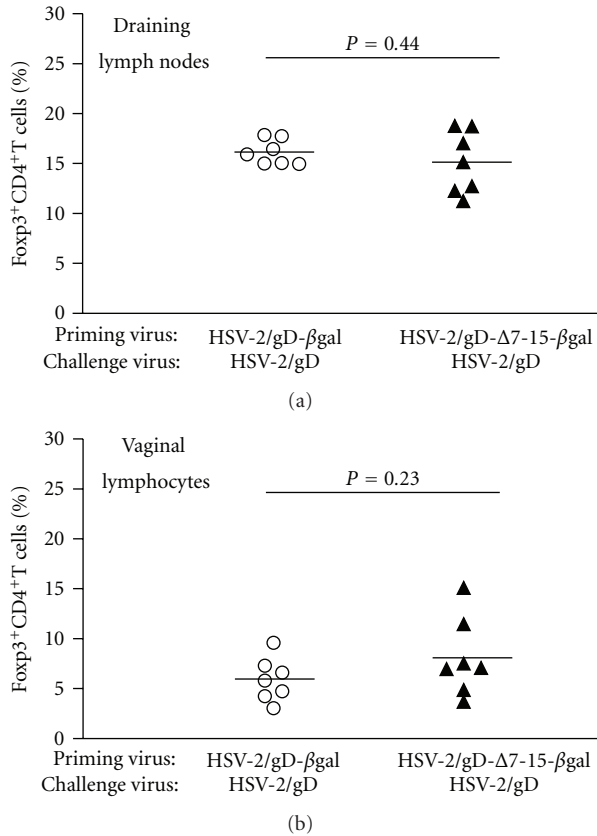 30
Draining
lymph nodes
P = 0.44
25
20
15
10
5
0
Foxp3⁺CD4⁺T cells (%)
Priming virus: HSV-2/gD-βgal HSV-2/gD-Δ7-15-βgal
Challenge virus: HSV-2/gD HSV-2/gD
(a)
30
Vaginal
lymphocytes
P = 0.23
25
20
15
10
5
0
Foxp3⁺CD4⁺T cells (%)
Priming virus: HSV-2/gD-βgal HSV-2/gD-Δ7-15-βgal
Challenge virus: HSV-2/gD HSV-2/gD
(b)